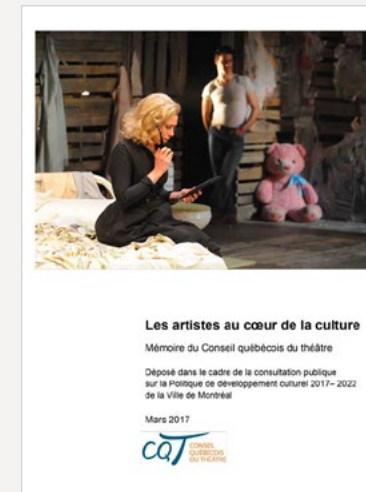 Les artistes au cœur de la culture
Mémoire du Conseil québécois du théâtre
Déposé dans le cadre de la consultation publique
sur la Politique de développement culturel 2017– 2022
de la Ville de Montréal
Mars 2017
CQT CONSEIL
QUÉBÉCOIS
DU THÉÂTRE